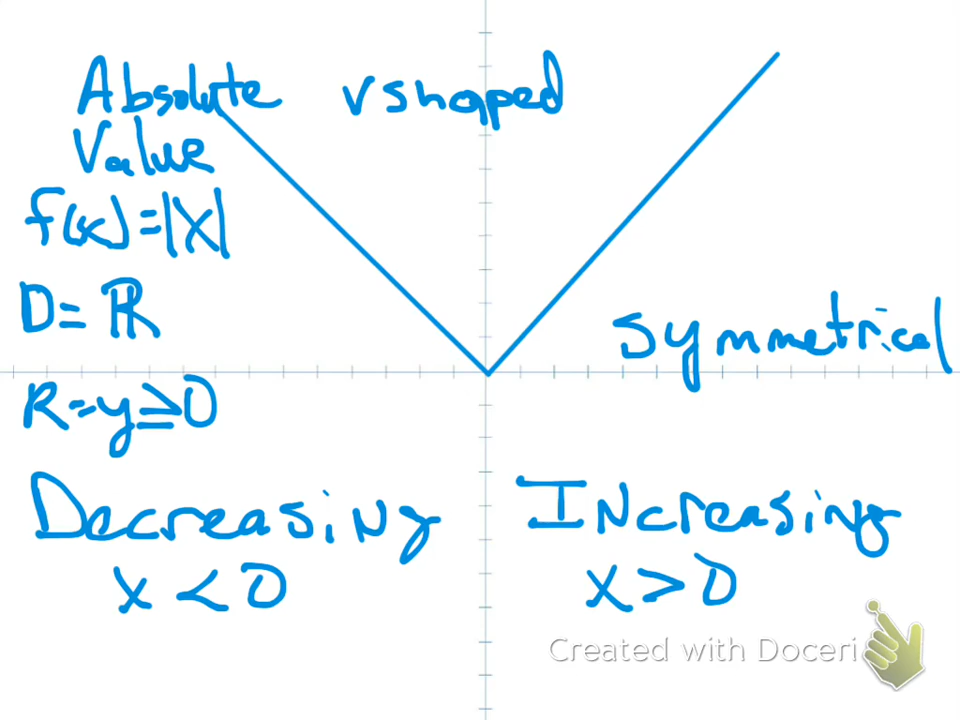 Absolute vshaped
Value
f(x)=|X|
D= ℝ
symmetrical
R=y≥0
Decreasing Increasing
x<0 x>0
Created with Doceri